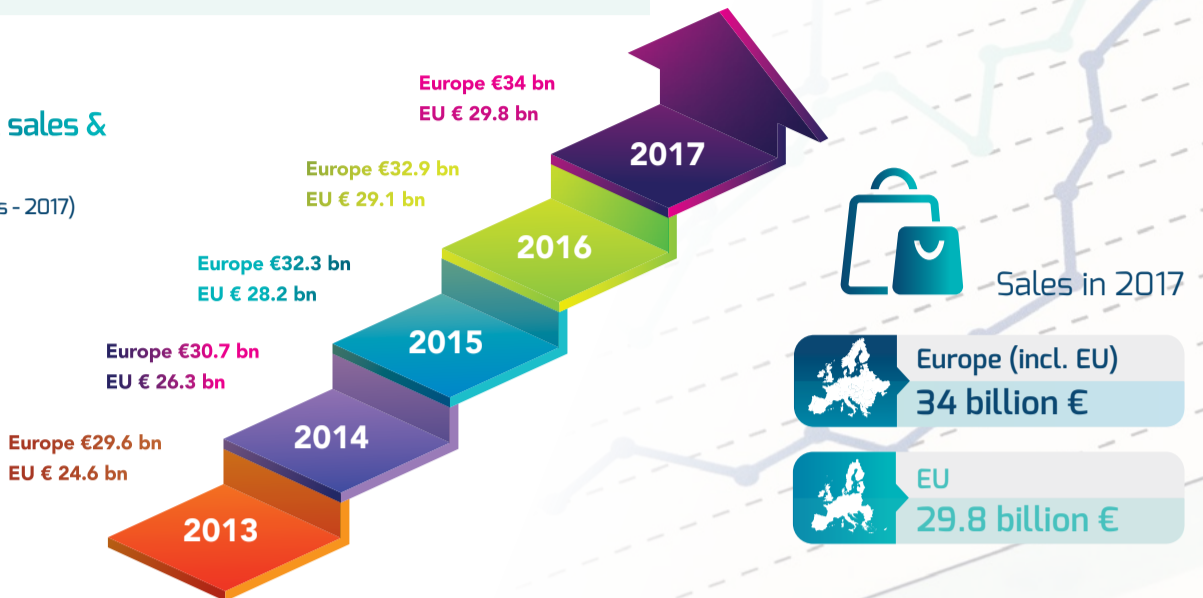 sales &
s - 2017)
Europe €34 bn
EU € 29.8 bn
2017
Europe €32.9 bn
EU € 29.1 bn
2016
Europe €32.3 bn
EU € 28.2 bn
2015
Europe €30.7 bn
EU € 26.3 bn
2014
Europe €29.6 bn
EU € 24.6 bn
2013
Sales in 2017
Europe (incl. EU)
34 billion €
EU
29.8 billion €